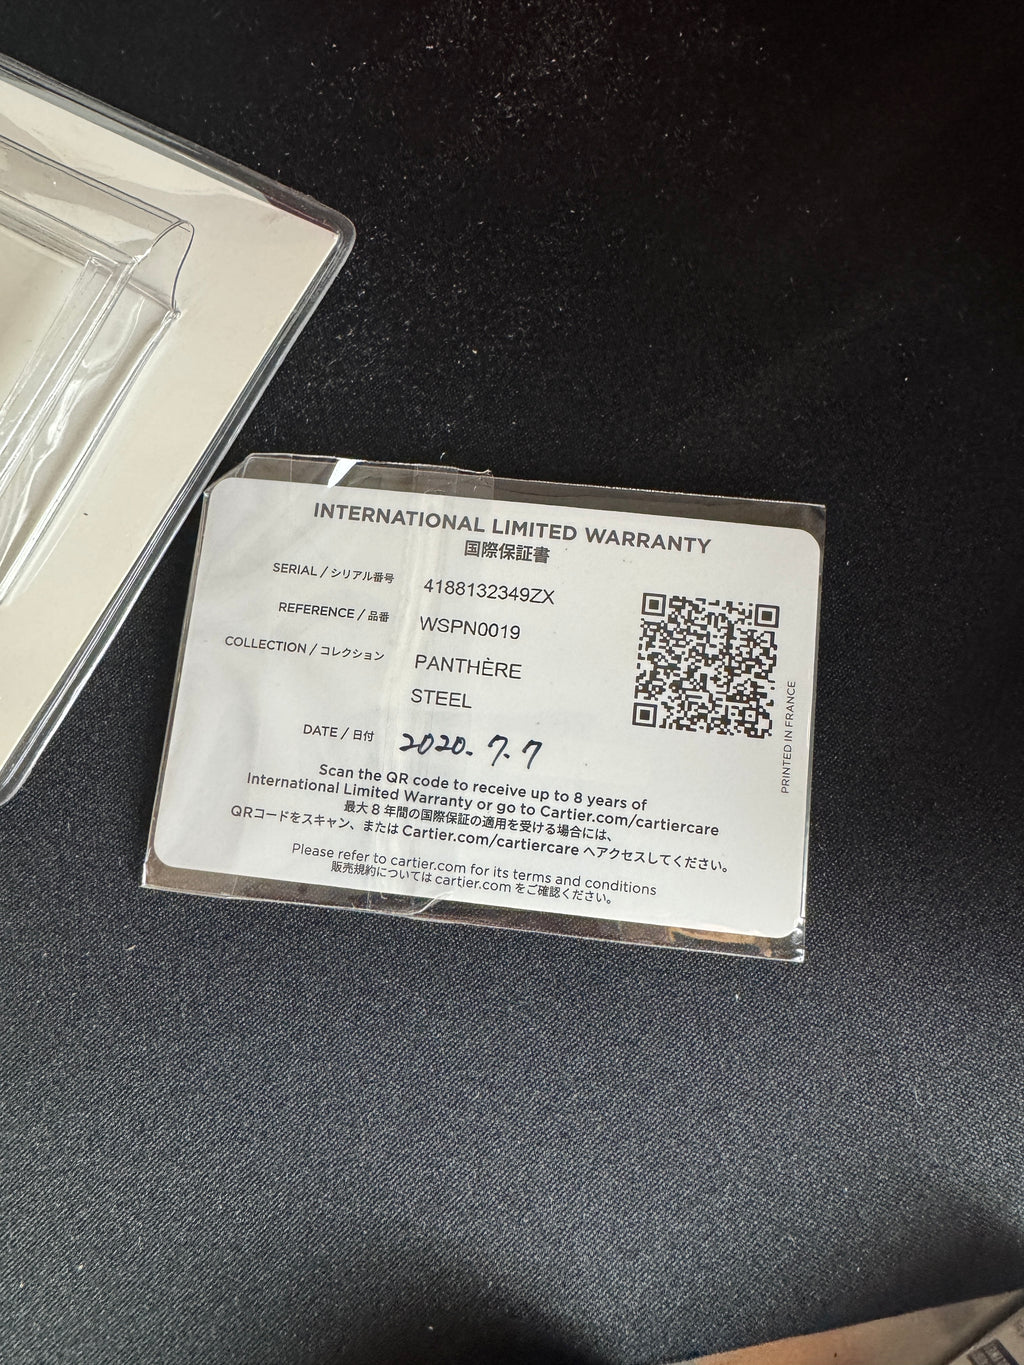 INTERNATIONAL LIMITED WARRANTY
国際保証書
SERIAL / シリアル番号 4188132349ZX
REFERENCE / 品番 WSPN0019
COLLECTION / コレクション PANTHÈRE
STEEL
DATE / 日付 2020.7.7
Scan the QR code to receive up to 8 years of
International Limited Warranty or go to Cartier.com/cartiercare
最大 8 年間の国際保証の適用を受ける場合には、
QRコードをスキャン、または Cartier.com/cartiercare へアクセスしてください。
Please refer to cartier.com for its terms and conditions
販売規約については cartier.com をご確認ください。
PRINTED IN FRANCE